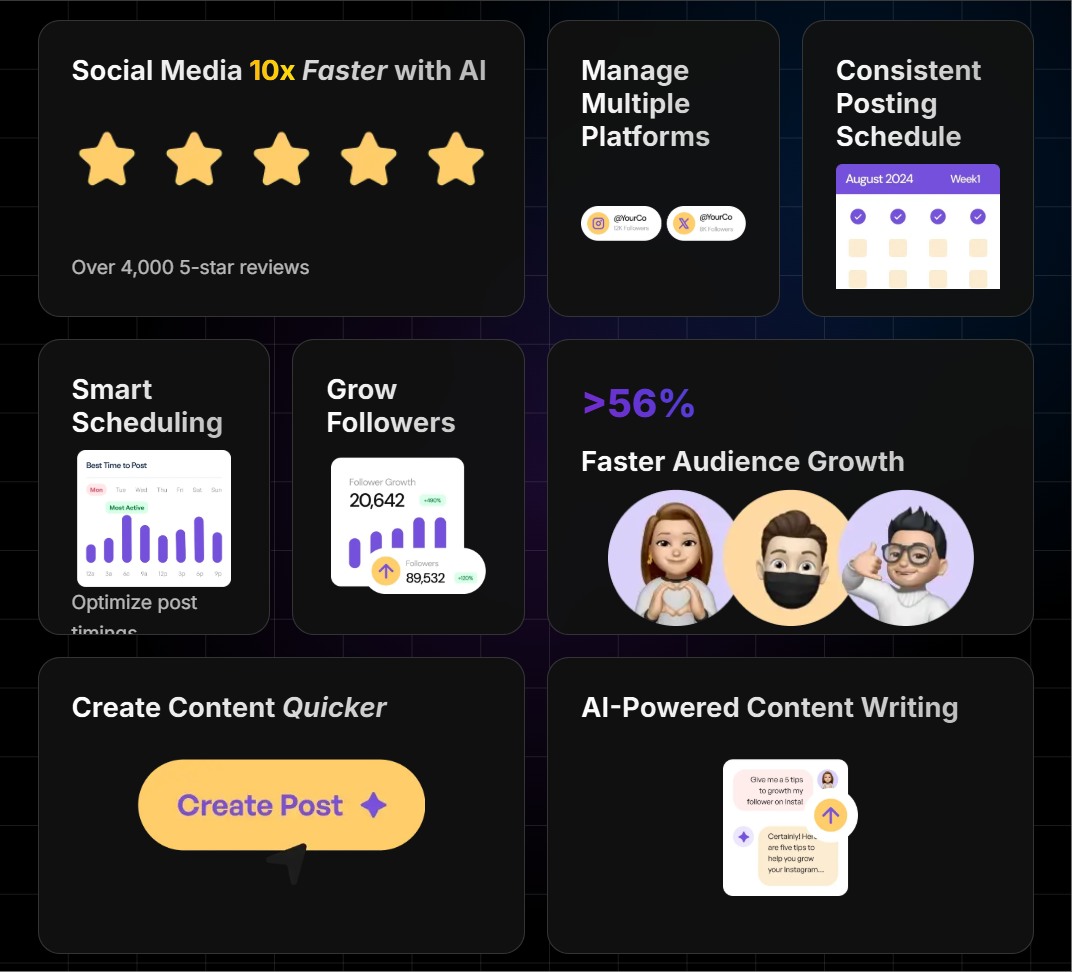 Social Media 10x Faster with AI
Over 4,000 5-star reviews
Manage
Multiple
Platforms
@YourCo
12K Followers
@YourCo
8K Followers
Consistent
Posting
Schedule
August 2024 Week1
Smart
Scheduling
Best Time to Post
Mon Tue Wed Thu Fri Sat Sun
Most Active
12a 3a 6a 9a 12p 3p 6p 9p
Optimize post
timings
Grow
Followers
Follower Growth
20,642 +490%
Followers
89,532 +120%
>56%
Faster Audience Growth
Create Content Quicker
Create Post
AI-Powered Content Writing
Give me a 5 tips
to growth my
follower on Insta!
Certainly! Here
are five tips to
help you grow
your Instagram...